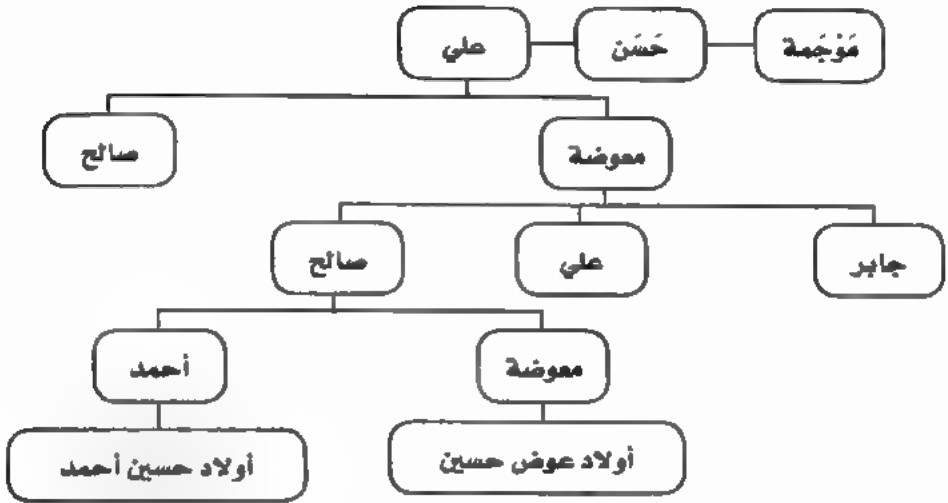 مَوْجَمة
حَسَن
علي
معوضة
صالح
جابر
علي
صالح
معوضة
أحمد
أولاد عوض حسين
أولاد حسين أحمد